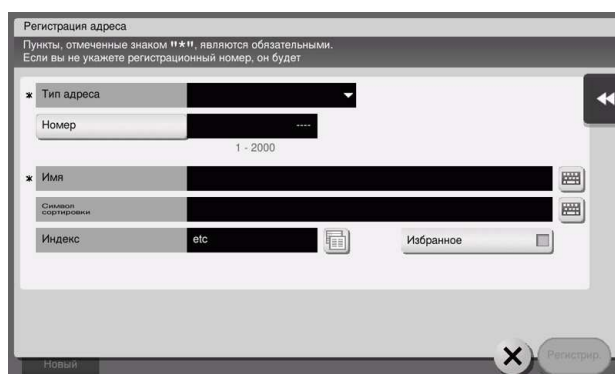 Регистрация адреса
Пункты, отмеченные знаком "*", являются обязательными.
Если вы не укажете регистрационный номер, он будет
* Тип адреса
Номер ----
1 - 2000
* Имя
Символ
сортировки
Индекс etc Избранное
Регистрир.
Новый